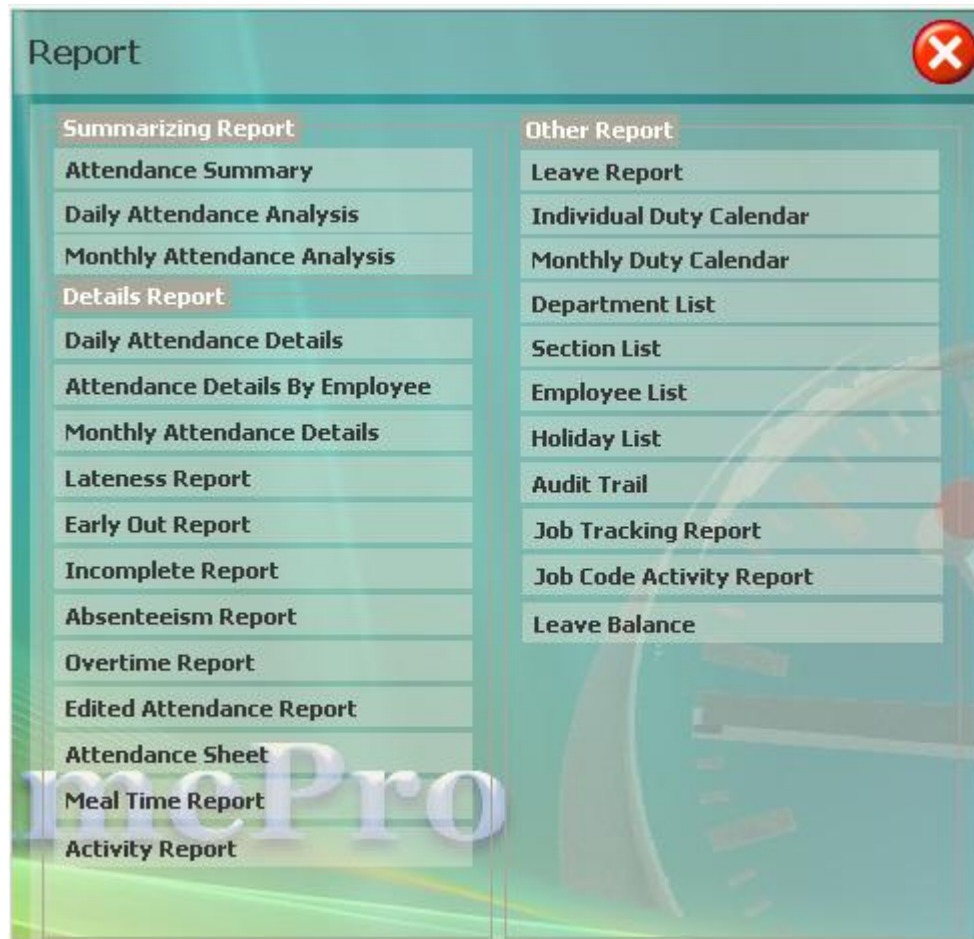 Report
Summarizing Report
Attendance Summary
Daily Attendance Analysis
Monthly Attendance Analysis
Details Report
Daily Attendance Details
Attendance Details By Employee
Monthly Attendance Details
Lateness Report
Early Out Report
Incomplete Report
Absenteeism Report
Overtime Report
Edited Attendance Report
Attendance Sheet
Meal Time Report
Activity Report
mePro
Other Report
Leave Report
Individual Duty Calendar
Monthly Duty Calendar
Department List
Section List
Employee List
Holiday List
Audit Trail
Job Tracking Report
Job Code Activity Report
Leave Balance